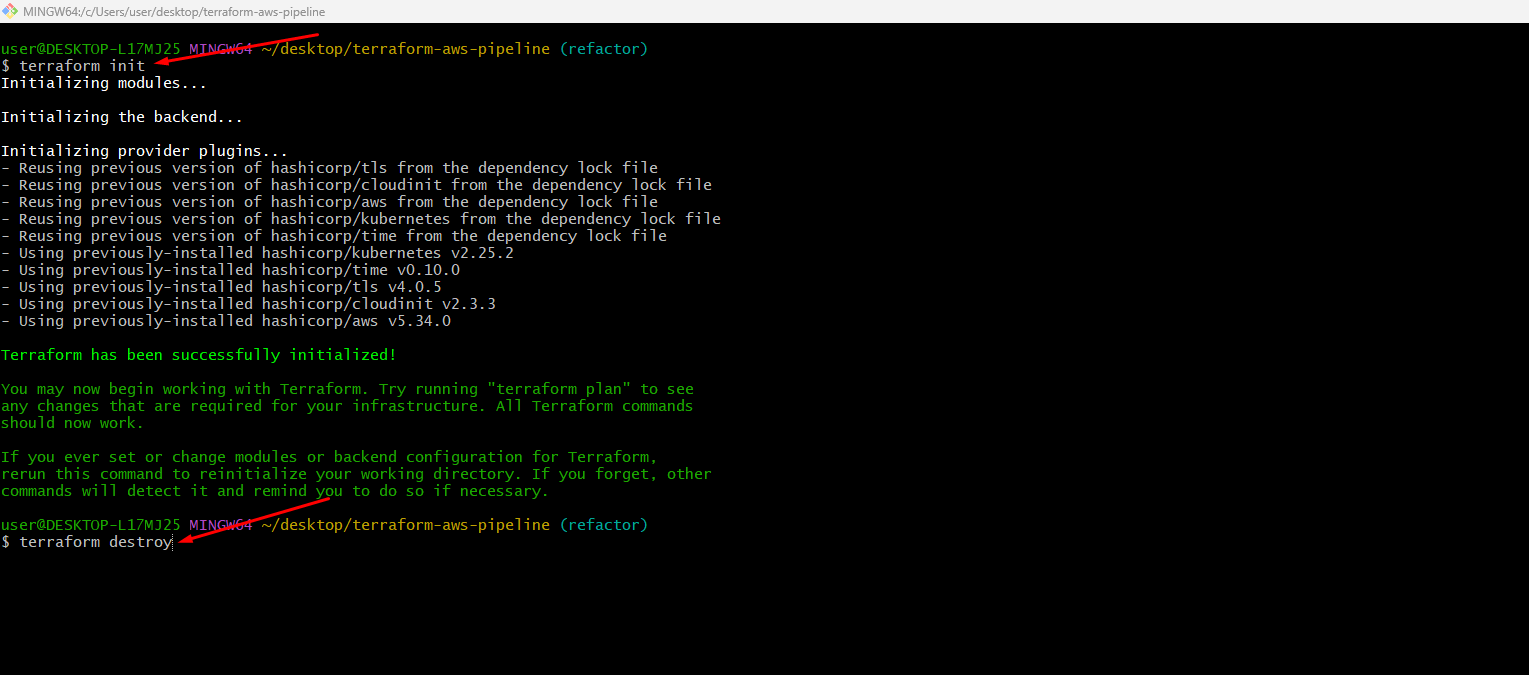 MINGW64:/c/Users/user/desktop/terraform-aws-pipeline
user@DESKTOP-L17MJ25 MINGW64 ~/desktop/terraform-aws-pipeline (refactor)
$ terraform init
Initializing modules...
Initializing the backend...
Initializing provider plugins...
- Reusing previous version of hashicorp/tls from the dependency lock file
- Reusing previous version of hashicorp/cloudinit from the dependency lock file
- Reusing previous version of hashicorp/aws from the dependency lock file
- Reusing previous version of hashicorp/kubernetes from the dependency lock file
- Reusing previous version of hashicorp/time from the dependency lock file
- Using previously-installed hashicorp/kubernetes v2.25.2
- Using previously-installed hashicorp/time v0.10.0
- Using previously-installed hashicorp/tls v4.0.5
- Using previously-installed hashicorp/cloudinit v2.3.3
- Using previously-installed hashicorp/aws v5.34.0
Terraform has been successfully initialized!
You may now begin working with Terraform. Try running "terraform plan" to see
any changes that are required for your infrastructure. All Terraform commands
should now work.
If you ever set or change modules or backend configuration for Terraform,
rerun this command to reinitialize your working directory. If you forget, other
commands will detect it and remind you to do so if necessary.
user@DESKTOP-L17MJ25 MINGW64 ~/desktop/terraform-aws-pipeline (refactor)
$ terraform destroy